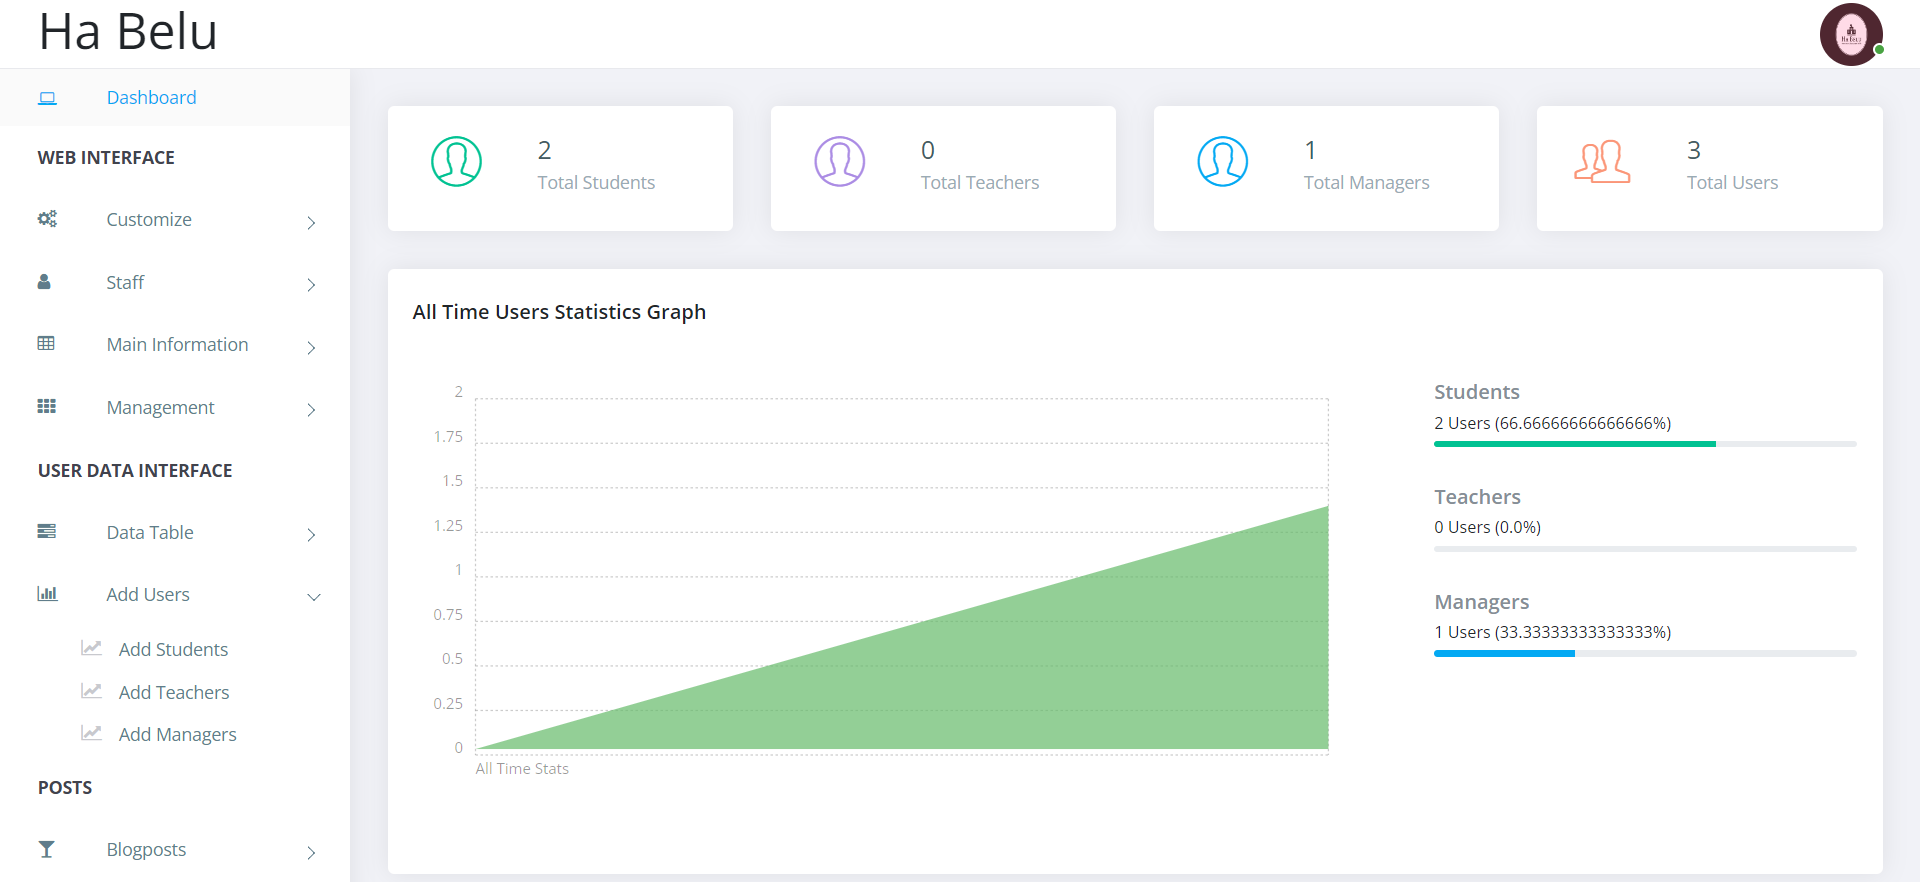 Ha Belu
Dashboard
WEB INTERFACE
Customize
Staff
Main Information
Management
USER DATA INTERFACE
Data Table
Add Users
Add Students
Add Teachers
Add Managers
POSTS
Blogposts
2
Total Students
0
Total Teachers
1
Total Managers
3
Total Users
All Time Users Statistics Graph
2
1.75
1.5
1.25
1
0.75
0.5
0.25
0
All Time Stats
Students
2 Users (66.66666666666666%)
Teachers
0 Users (0.0%)
Managers
1 Users (33.33333333333333%)